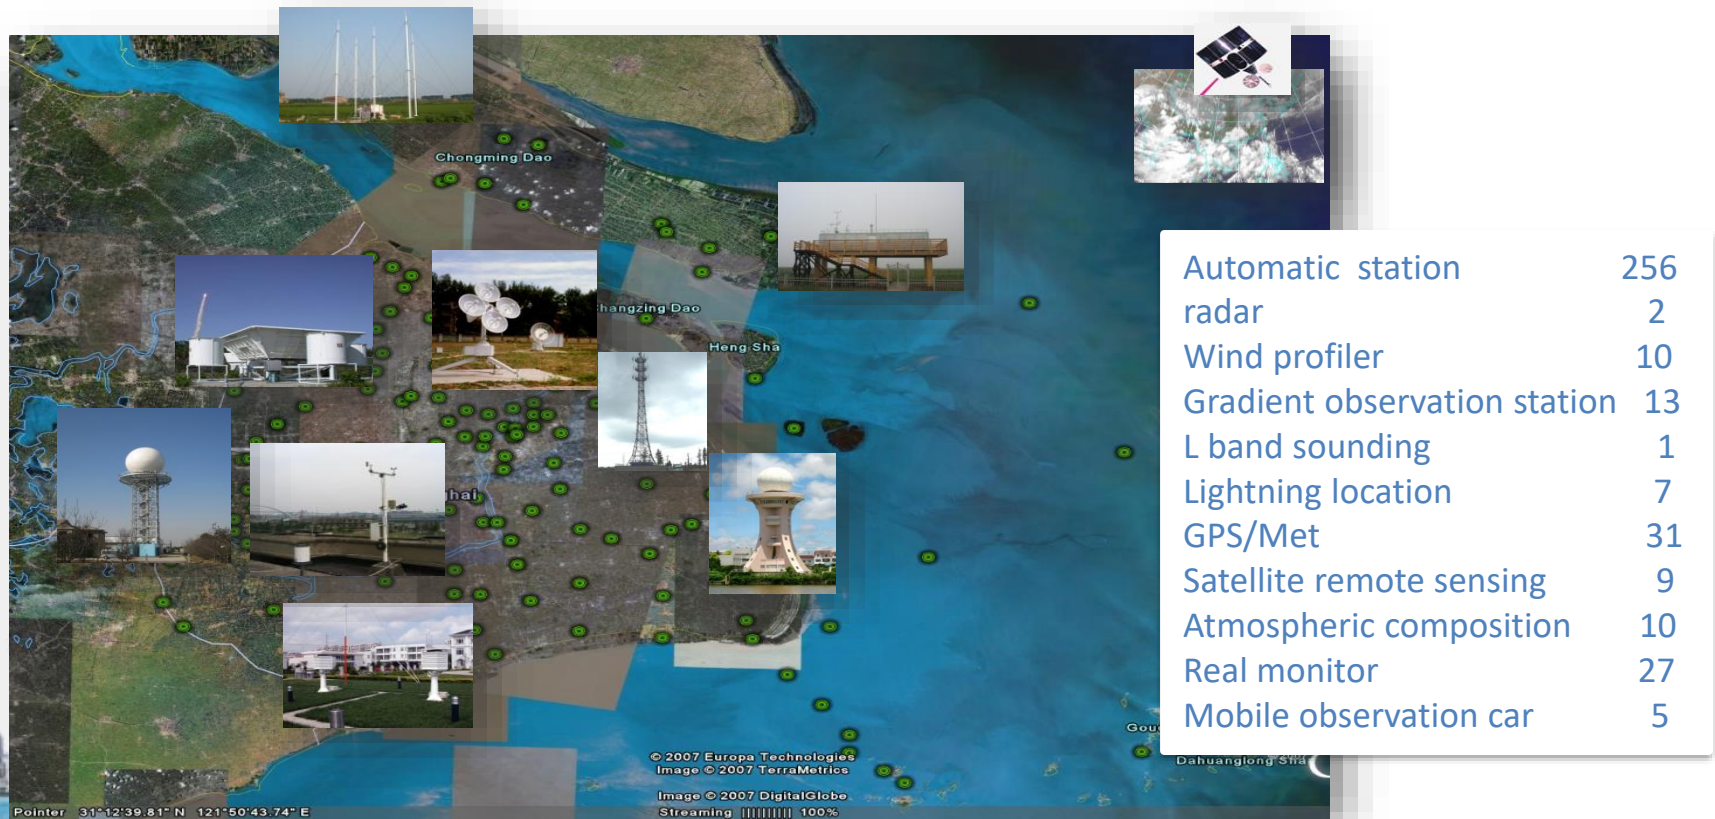 Chongming Dao
hangzing Dao
Heng Sha
hai
Automatic station 256
radar 2
Wind profiler 10
Gradient observation station 13
L band sounding 1
Lightning location 7
GPS/Met 31
Satellite remote sensing 9
Atmospheric composition 10
Real monitor 27
Mobile observation car 5
Gou
Dahuanglong Sha
© 2007 Europa Technologies
Image © 2007 TerraMetrics
Image © 2007 DigitalGlobe
Pointer 31°12'39.81" N 121°50'43.74" E
Streaming |||||||||| 100%